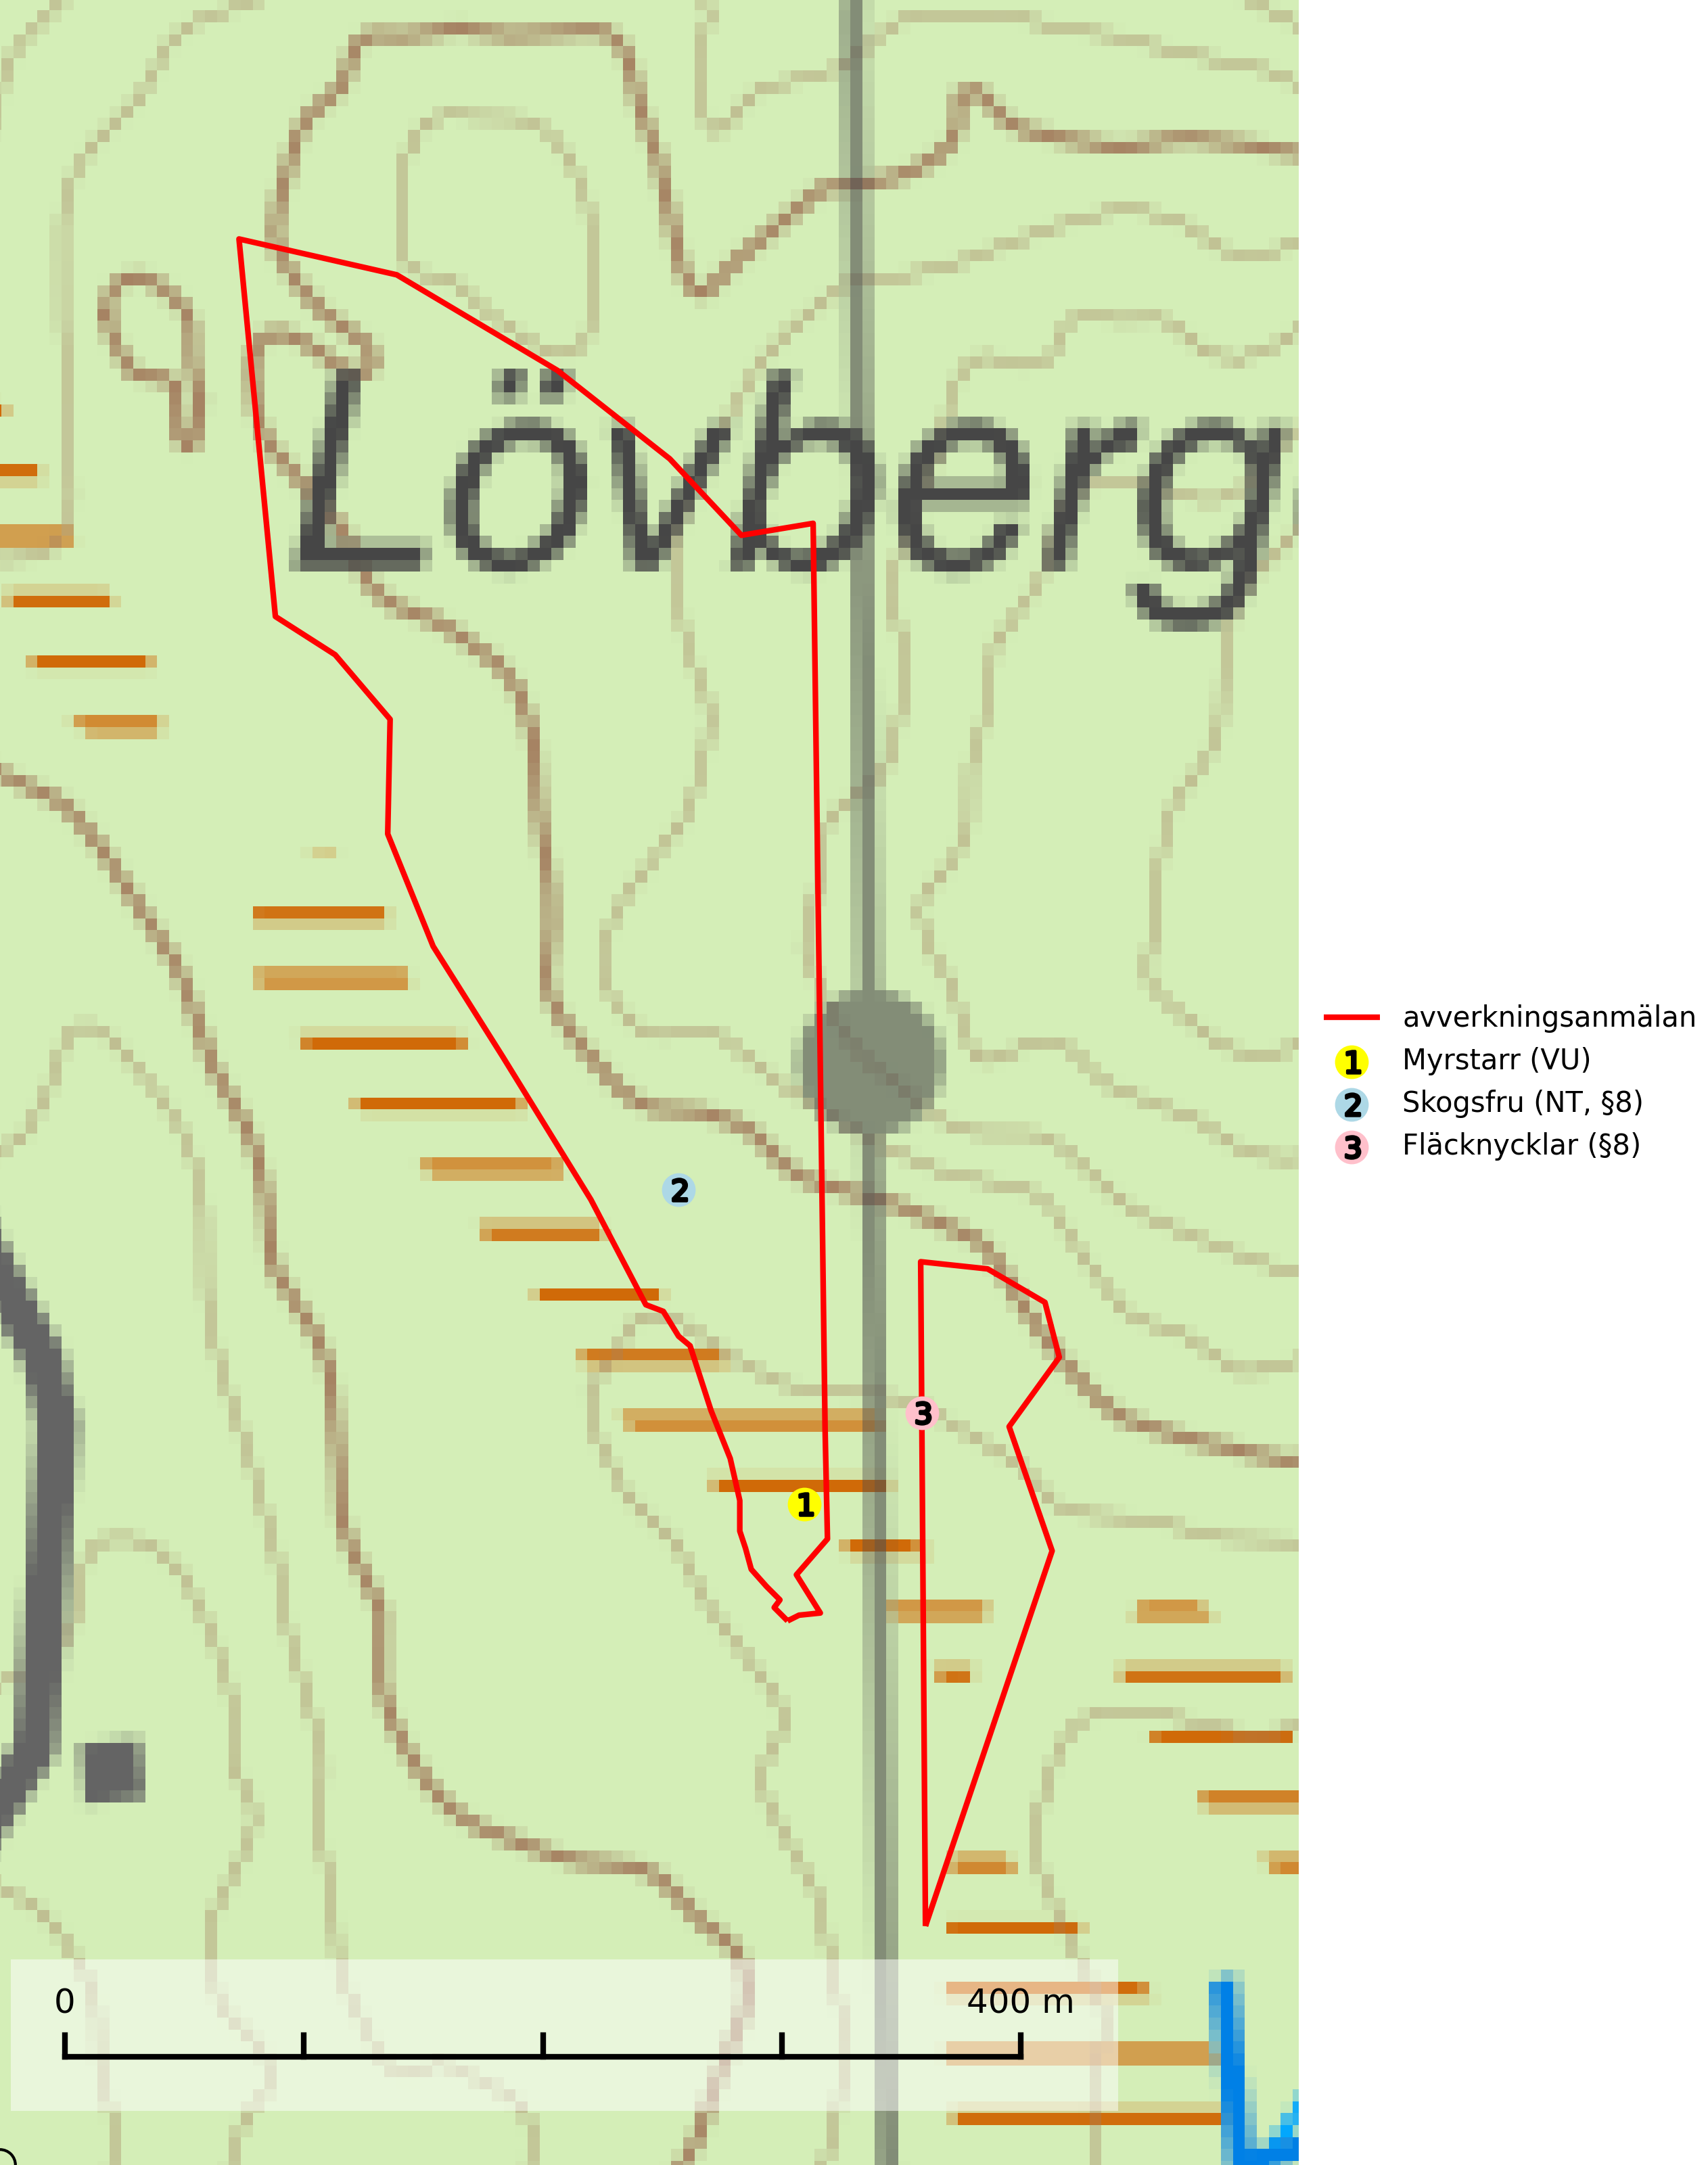 Lövberg
2
3
1
0
400 m
avverkningsanmälan
1 Myrstarr (VU)
2 Skogsfru (NT, §8)
3 Fläcknycklar (§8)